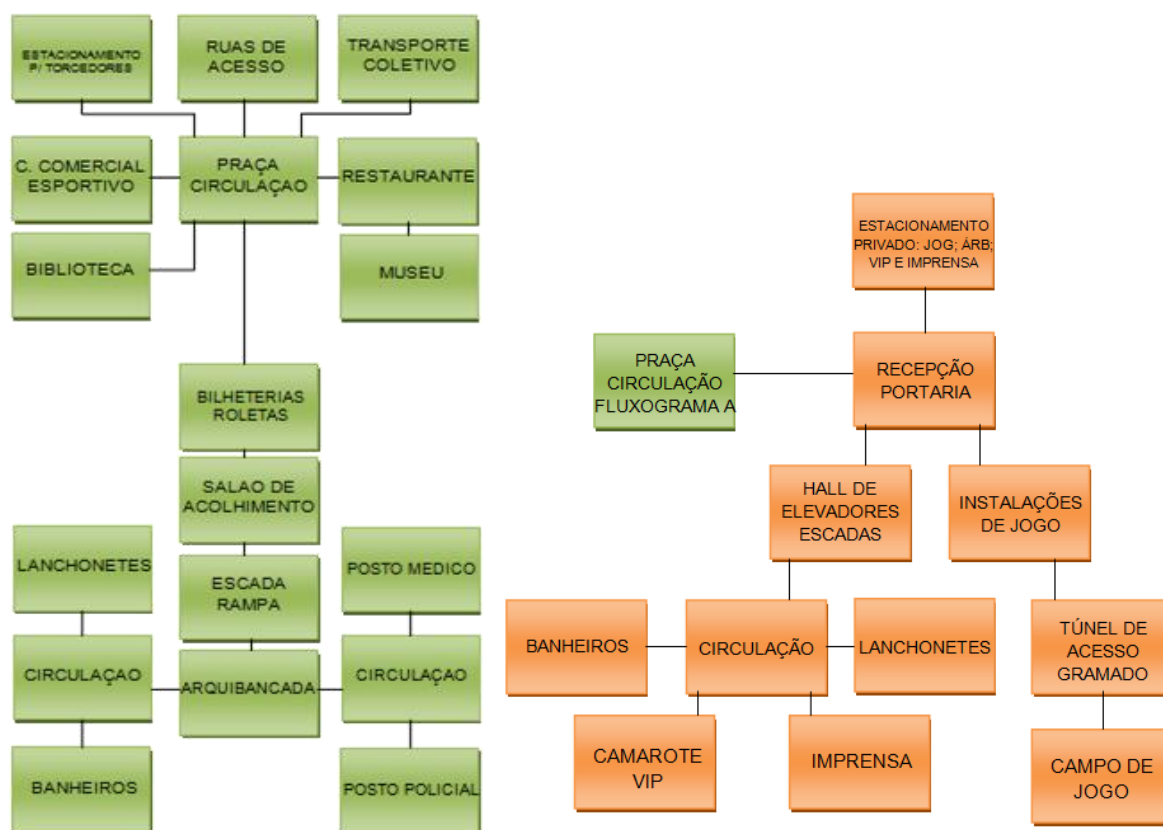 ESTACIONAMENTO
P/ TORCEDORES
RUAS DE
ACESSO
TRANSPORTE
COLETIVO
C. COMERCIAL
ESPORTIVO
PRAÇA
CIRCULAÇAO
RESTAURANTE
BIBLIOTECA
MUSEU
BILHETERIAS
ROLETAS
SALAO DE
ACOLHIMENTO
LANCHONETES
ESCADA
RAMPA
POSTO MEDICO
CIRCULAÇAO
ARQUIBANCADA
CIRCULAÇAO
BANHEIROS
POSTO POLICIAL
ESTACIONAMENTO
PRIVADO: JOG; ÁRB;
VIP E IMPRENSA
PRAÇA
CIRCULAÇÃO
FLUXOGRAMA A
RECEPÇÃO
PORTARIA
HALL DE
ELEVADORES
ESCADAS
INSTALAÇÕES
DE JOGO
BANHEIROS
CIRCULAÇÃO
LANCHONETES
TÚNEL DE
ACESSO
GRAMADO
CAMAROTE
VIP
IMPRENSA
CAMPO DE
JOGO